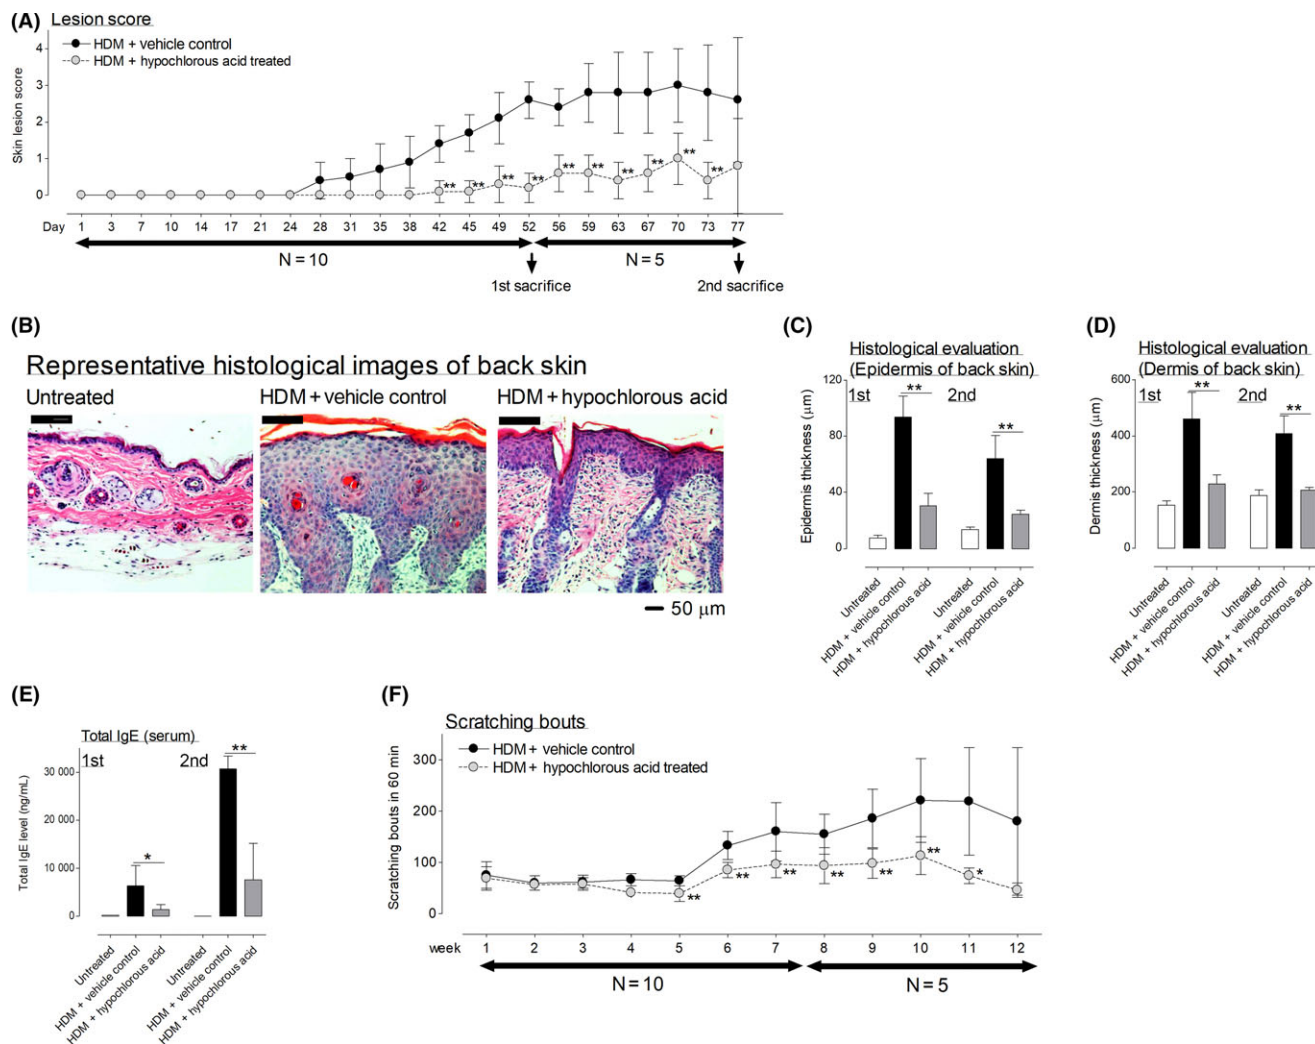 (A) Lesion score
HDM + vehicle control
HDM + hypochlorous acid treated
Skin lesion score
4
3
2
1
0
** ** ** ** ** ** ** ** ** **
Day 1 3 7 10 14 17 21 24 28 31 35 38 42 45 49 52 56 59 63 67 70 73 77
N = 10 N = 5
1st sacrifice 2nd sacrifice
(B)
Representative histological images of back skin
Untreated HDM + vehicle control HDM + hypochlorous acid
50 μm
(C)
Histological evaluation
(Epidermis of back skin)
Epidermis thickness (μm)
120
80
40
0
1st ** 2nd **
Untreated
HDM + vehicle control
HDM + hypochlorous acid
Untreated
HDM + vehicle control
HDM + hypochlorous acid
(D)
Histological evaluation
(Dermis of back skin)
Dermis thickness (μm)
600
400
200
0
1st ** 2nd **
Untreated
HDM + vehicle control
HDM + hypochlorous acid
Untreated
HDM + vehicle control
HDM + hypochlorous acid
(E)
Total IgE (serum)
Total IgE level (ng/mL)
30 000
20 000
10 000
0
1st * 2nd **
Untreated
HDM + vehicle control
HDM + hypochlorous acid
Untreated
HDM + vehicle control
HDM + hypochlorous acid
(F)
Scratching bouts
HDM + vehicle control
HDM + hypochlorous acid treated
Scratching bouts in 60 min
300
200
100
0
** ** ** ** ** ** *
week 1 2 3 4 5 6 7 8 9 10 11 12
N = 10 N = 5